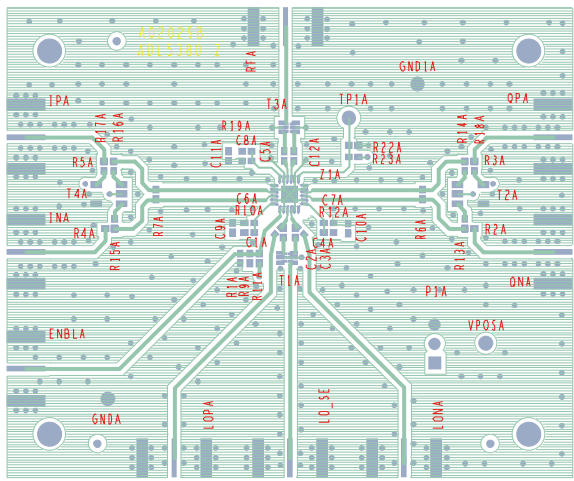 RTA
GND1A
IPA
T3A
TP1A
QPA
R17A
R16A
R19A
R14A
R18A
C11A
C8A
C5A
C12A
R22A
R23A
R5A
R3A
Z1A
T4A
T2A
C6A
C7A
R10A
R12A
INA
R7A
C9A
C10A
R6A
R4A
R2A
C1A
C4A
R15A
C2A
C3A
R13A
R1A
R9A
R11A
T1A
P1A
QNA
ENBLA
VPOSA
GNDA
LOPA
LO_SE
LONA